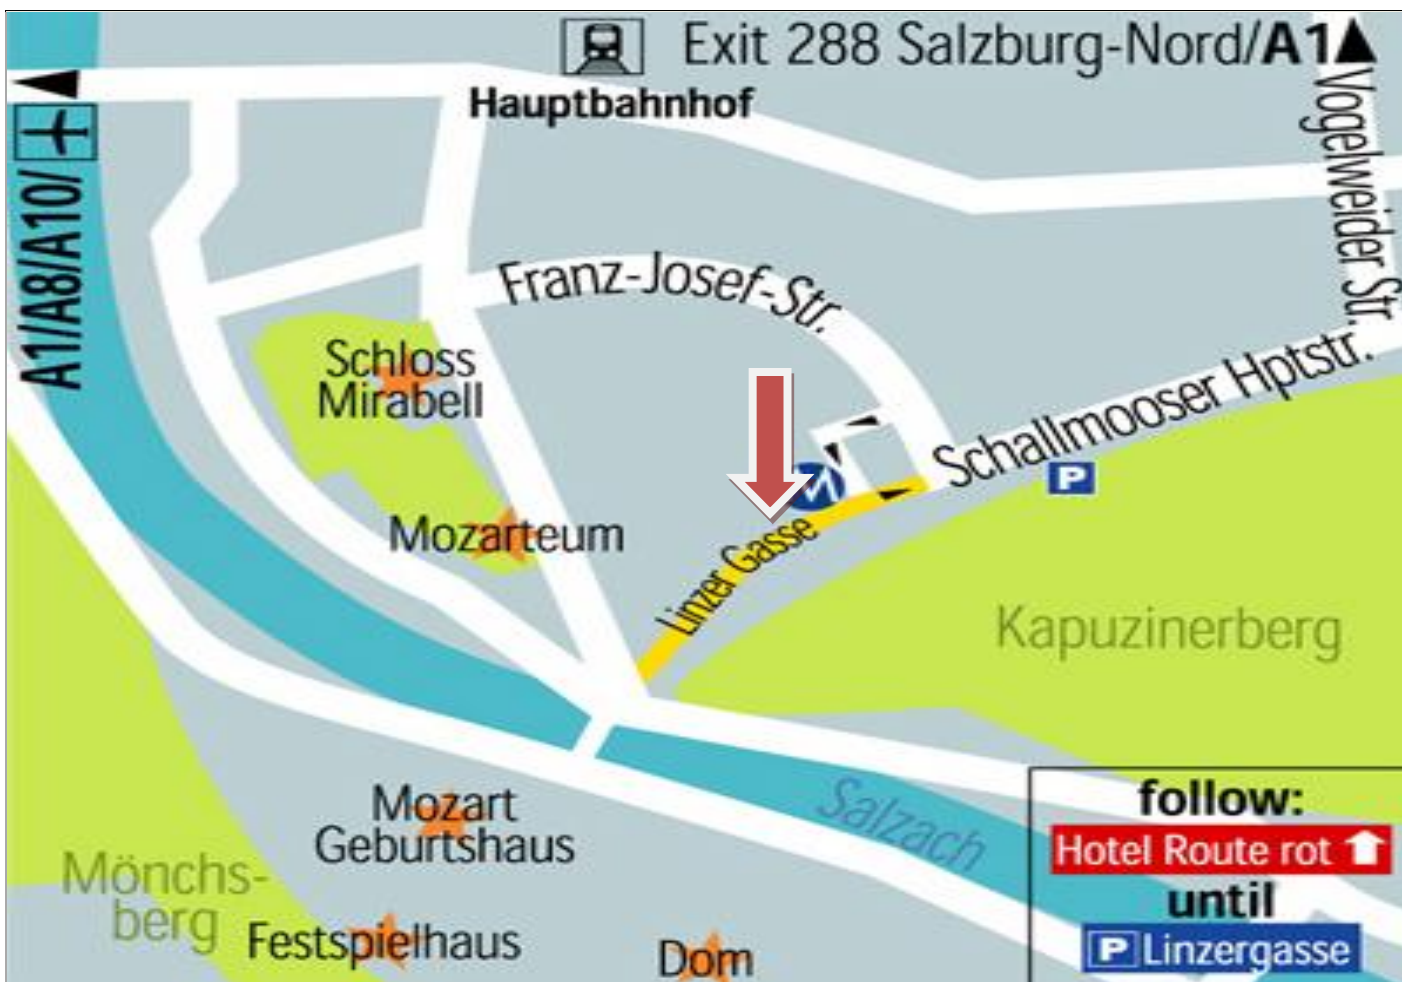 Exit 288 Salzburg-Nord/A1
Hauptbahnhof
A1/A8/A10/
Vogelweider Str.
Franz-Josef-Str.
Schallmooser Hptstr.
Schloss
Mirabell
P
Mozarteum
Linzer Gasse
Kapuzinerberg
Mozart
Geburtshaus
Salzach
Mönchs-
berg
Festspielhaus
Dom
follow:
Hotel Route rot
until
P Linzergasse